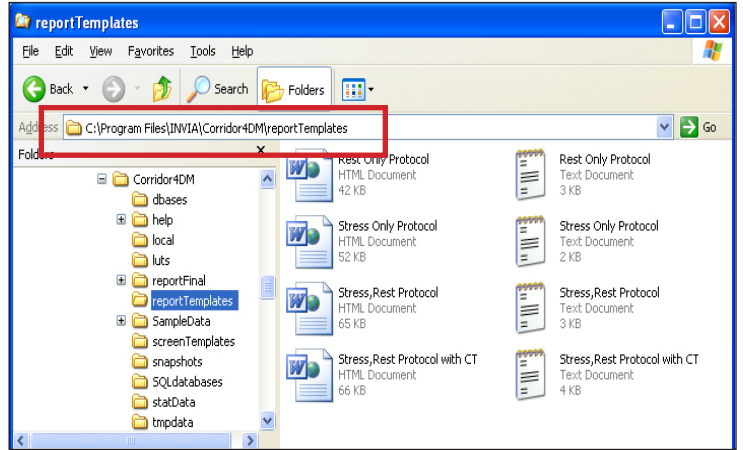 reportTemplates
File Edit View Favorites Tools Help
Back Search Folders
Address C:\Program Files\INVIA\Corridor4DM\reportTemplates Go
Folders X
Corridor4DM
dbases
help
local
luts
reportFinal
reportTemplates
SampleData
screenTemplates
snapshots
SQLdatabases
statData
tmpdata
Rest Only Protocol
HTML Document
42 KB
Rest Only Protocol
Text Document
3 KB
Stress Only Protocol
HTML Document
52 KB
Stress Only Protocol
Text Document
2 KB
Stress,Rest Protocol
HTML Document
65 KB
Stress,Rest Protocol
Text Document
3 KB
Stress,Rest Protocol with CT
HTML Document
66 KB
Stress,Rest Protocol with CT
Text Document
4 KB